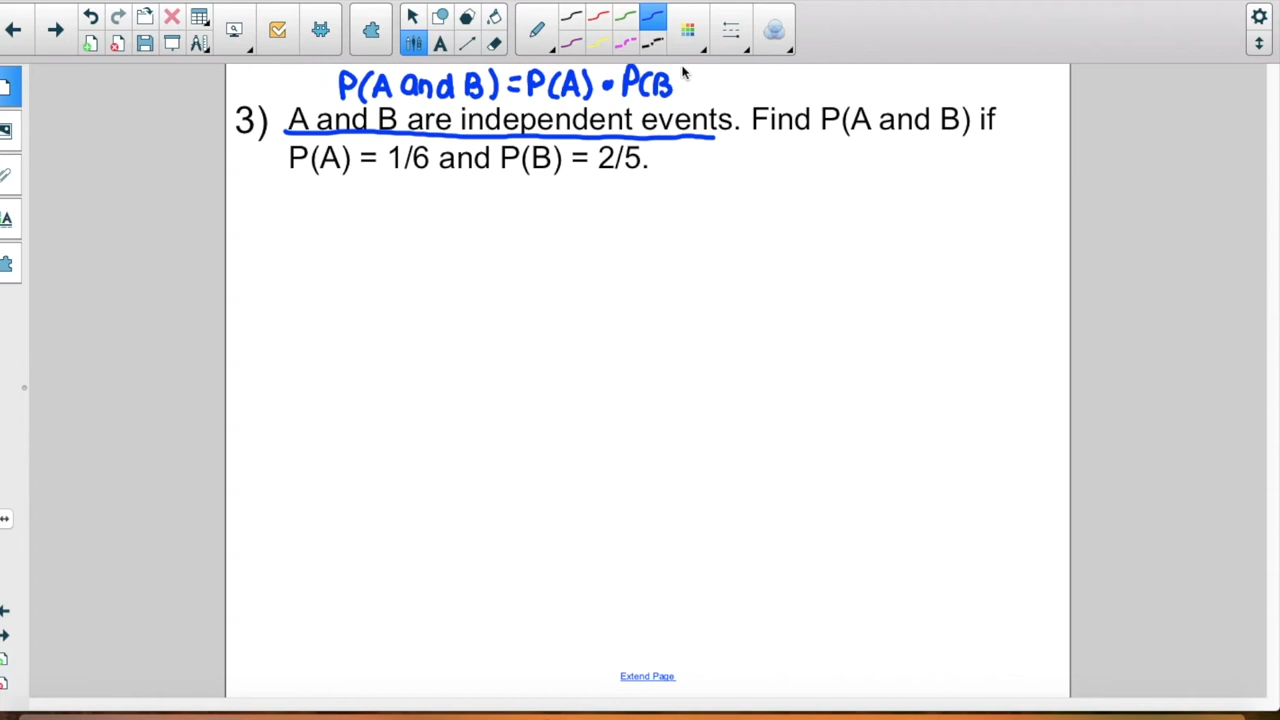 P(A and B) = P(A) • P(B
3) A and B are independent events. Find P(A and B) if
P(A) = 1/6 and P(B) = 2/5.
Extend Page